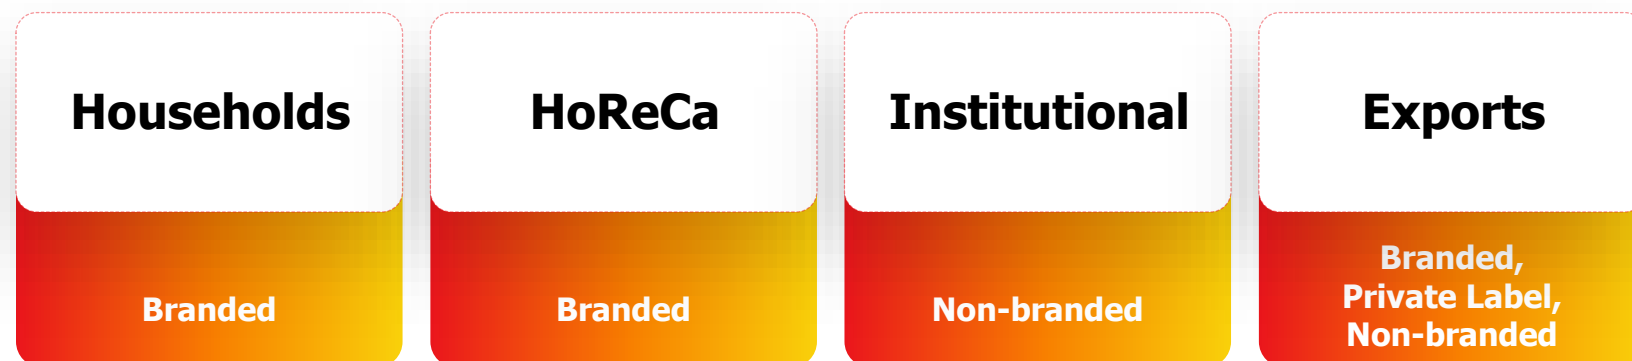 Households
Branded
HoReCa
Branded
Institutional
Non-branded
Exports
Branded,
Private Label,
Non-branded